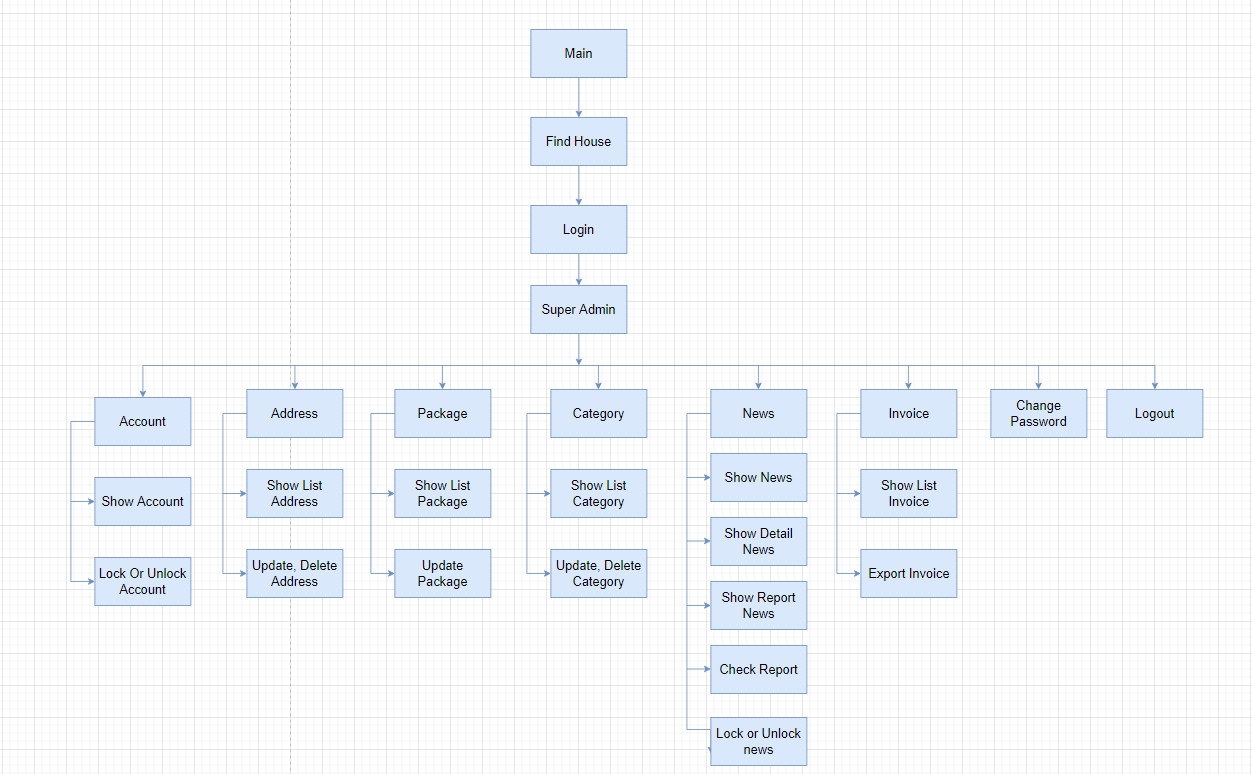 Main
Find House
Login
Super Admin
Account
Show Account
Lock Or Unlock
Account
Address
Show List
Address
Update, Delete
Address
Package
Show List
Package
Update
Package
Category
Show List
Category
Update, Delete
Category
News
Show News
Show Detail
News
Show Report
News
Check Report
Lock or Unlock
news
Invoice
Show List
Invoice
Export Invoice
Change
Password
Logout